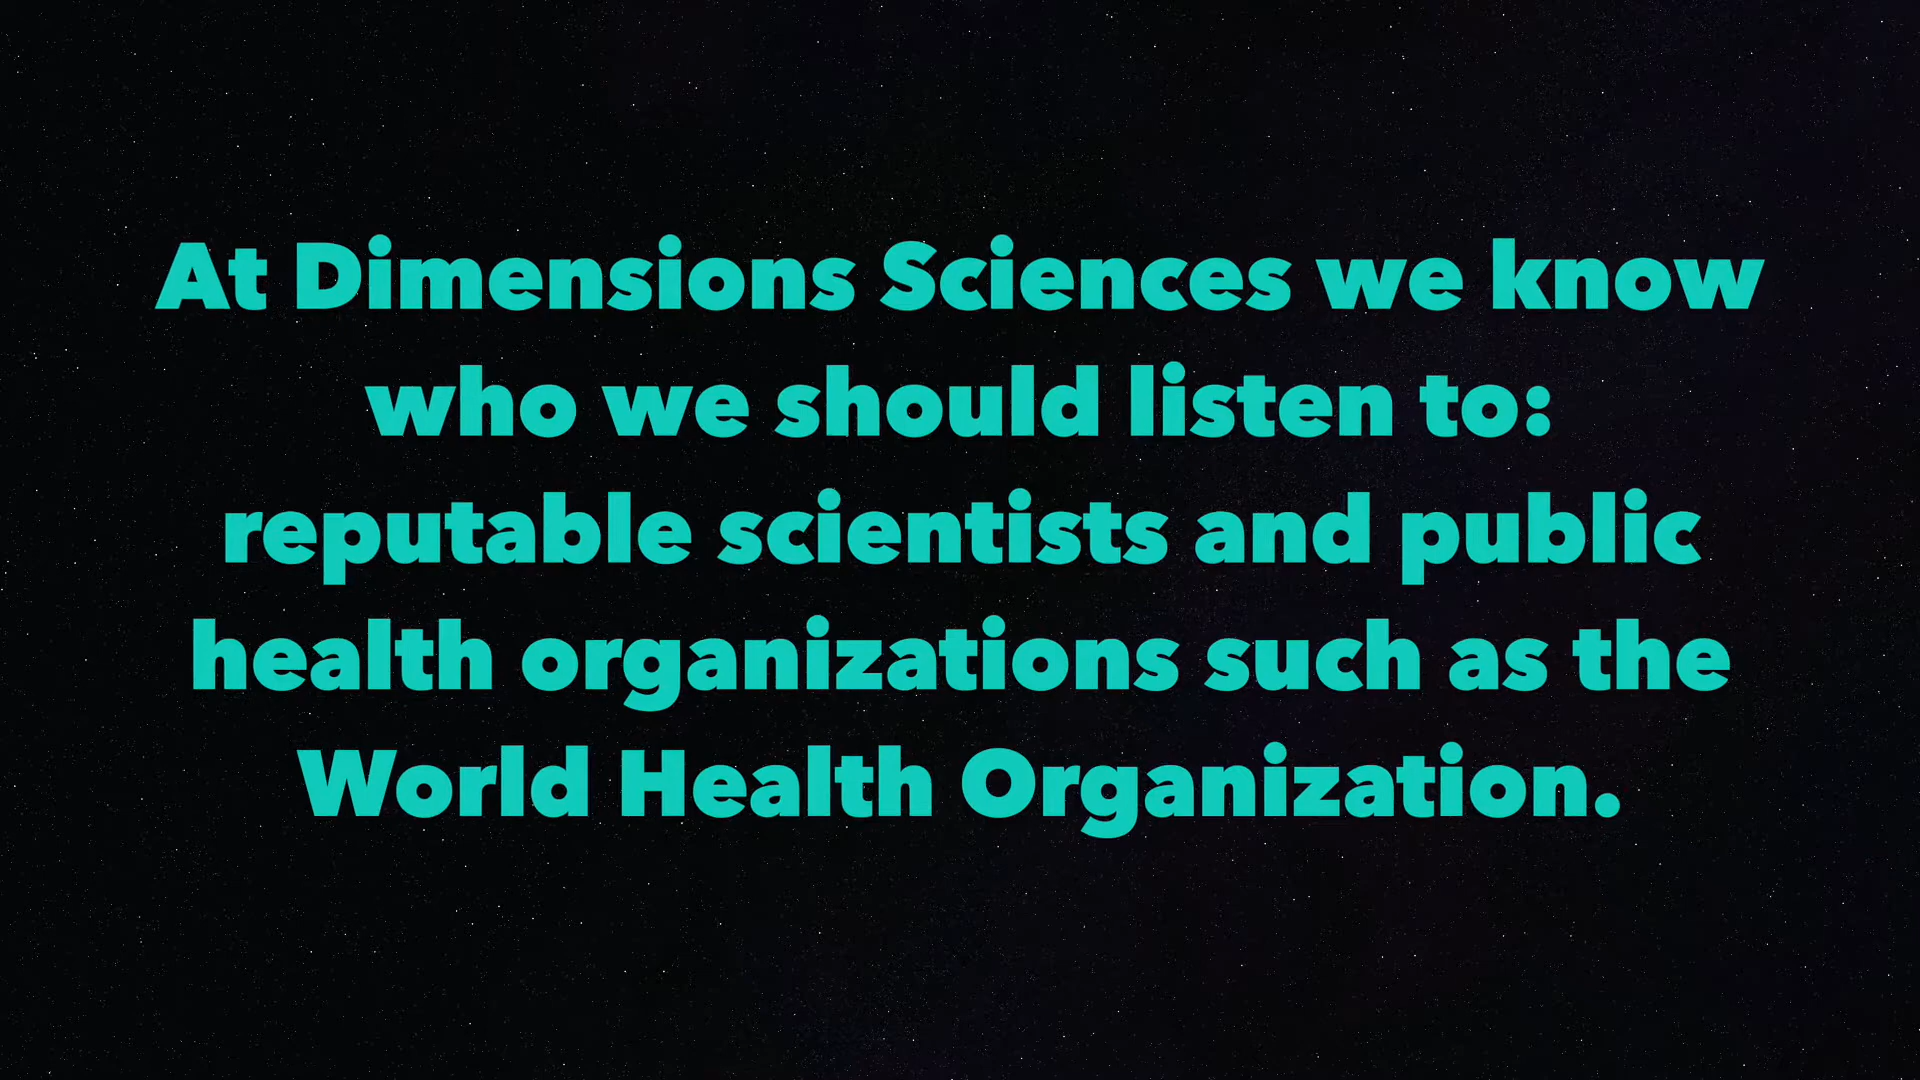 At Dimensions Sciences we know
who we should listen to:
reputable scientists and public
health organizations such as the
World Health Organization.